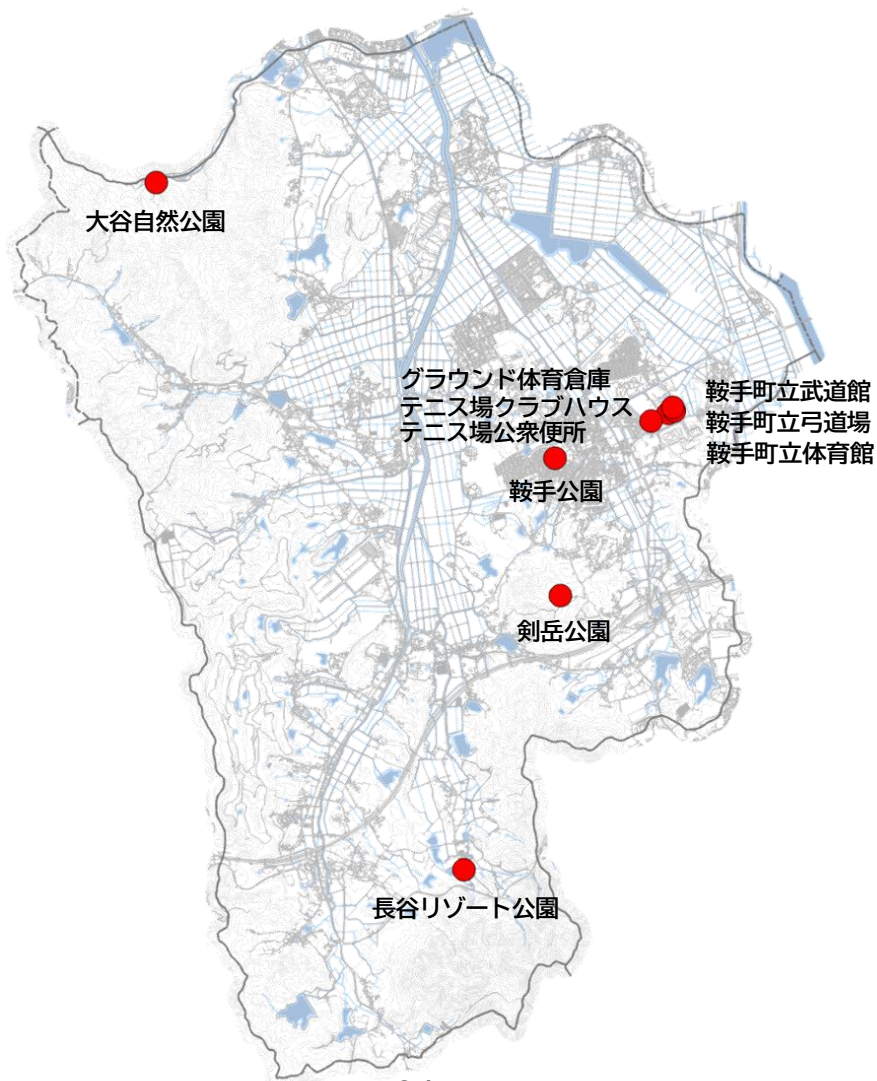 大谷自然公園
グラウンド体育倉庫
テニス場クラブハウス
テニス場公衆便所
鞍手町立武道館
鞍手町立弓道場
鞍手町立体育館
鞍手公園
剣岳公園
長谷リゾート公園